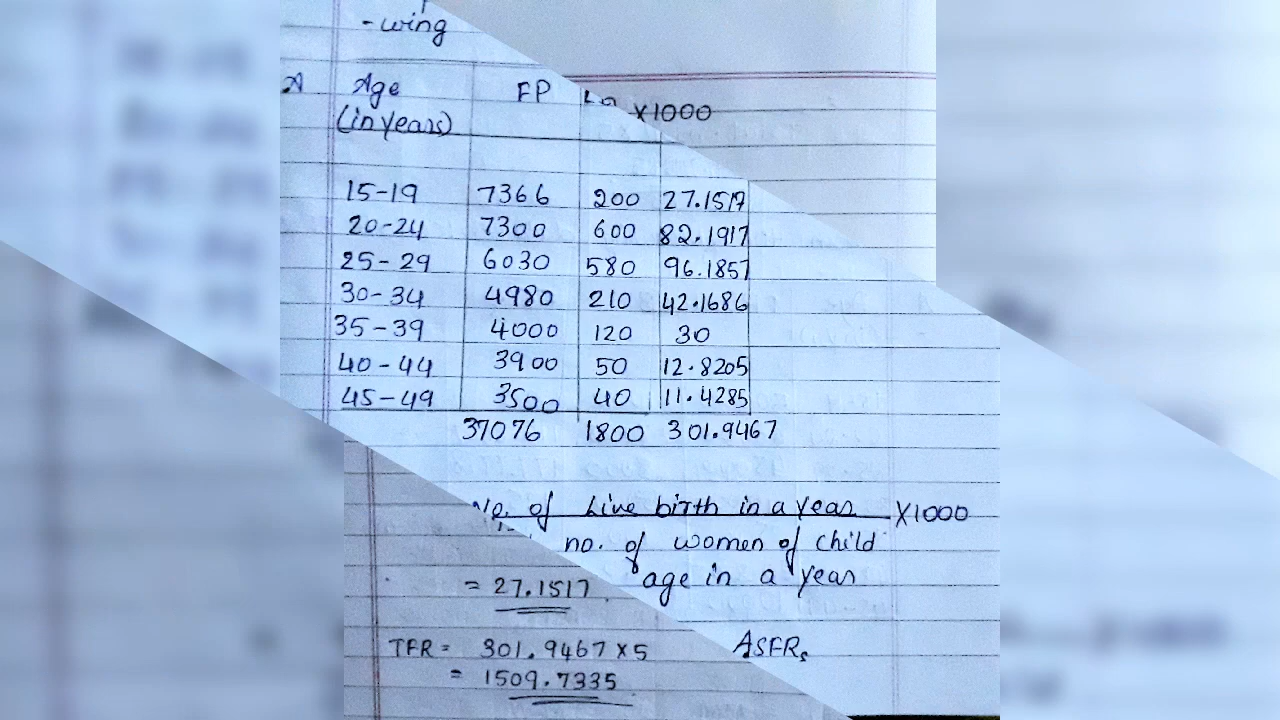 -wing
A Age FP x1000
(in years)
15-19 7366 200 27.1517
20-24 7300 600 82.1917
25-29 6030 580 96.1857
30-34 4980 210 42.1686
35-39 4000 120 30
40-44 3900 50 12.8205
45-49 3500 40 11.4285
37076 1800 301.9467
No. of Live birth in a year x1000
no. of women of child
age in a year
= 27.1517
TFR = 301.9467 x 5 ASFRs
= 1509.7335